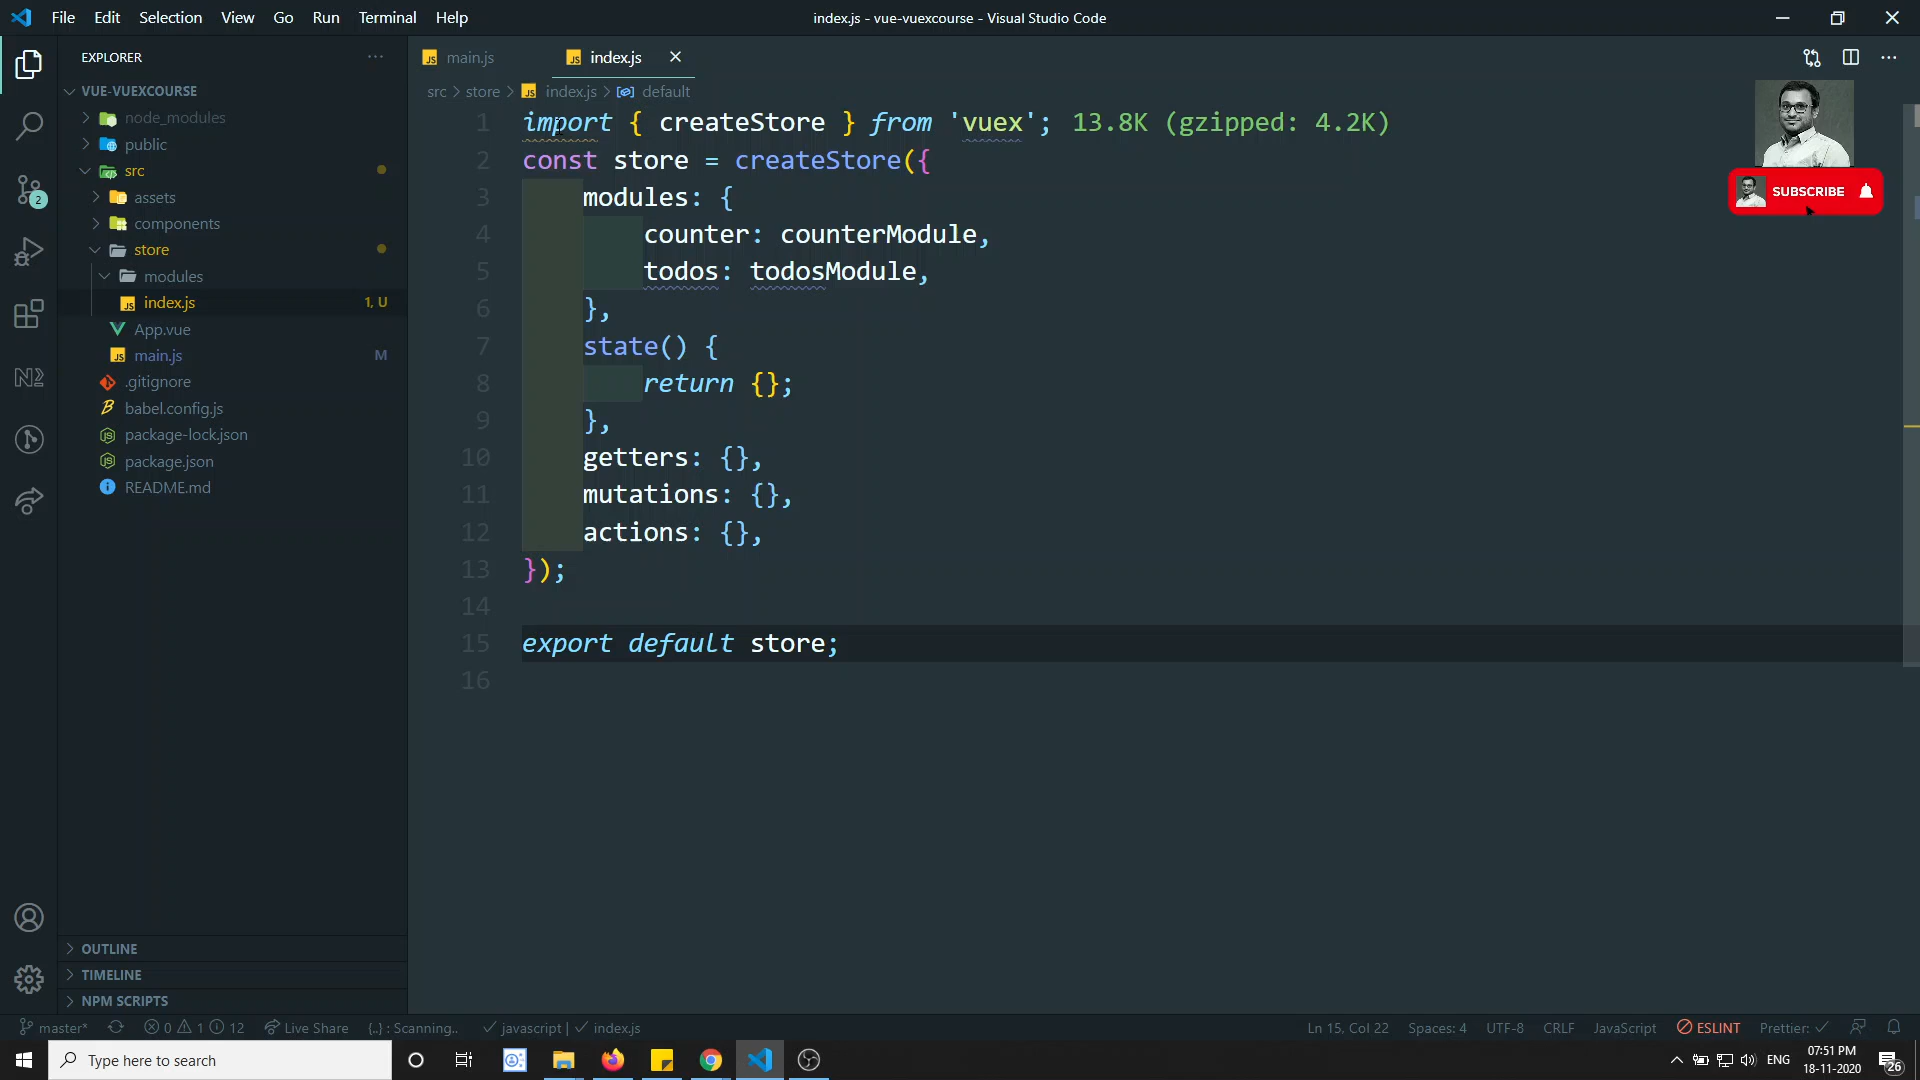 File Edit Selection View Go Run Terminal Help
index.js - vue-vuexcourse - Visual Studio Code
EXPLORER
VUE-VUEXCOURSE
node_modules
public
src
assets
components
store
modules
index.js 1, U
App.vue
main.js M
.gitignore
babel.config.js
package-lock.json
package.json
README.md
OUTLINE
TIMELINE
NPM SCRIPTS
2
main.js index.js
src > store > index.js > default
1 import { createStore } from 'vuex'; 13.8K (gzipped: 4.2K)
2 const store = createStore({
3 modules: {
4 counter: counterModule,
5 todos: todosModule,
6 },
7 state() {
8 return {};
9 },
10 getters: {},
11 mutations: {},
12 actions: {},
13 });
14
15 export default store;
16
SUBSCRIBE
master* 0 1 12 Live Share {..} : Scanning.. javascript | index.js
Ln 15, Col 22 Spaces: 4 UTF-8 CRLF JavaScript ESLINT Prettier:
Type here to search
ENG
07:51 PM
18-11-2020
26